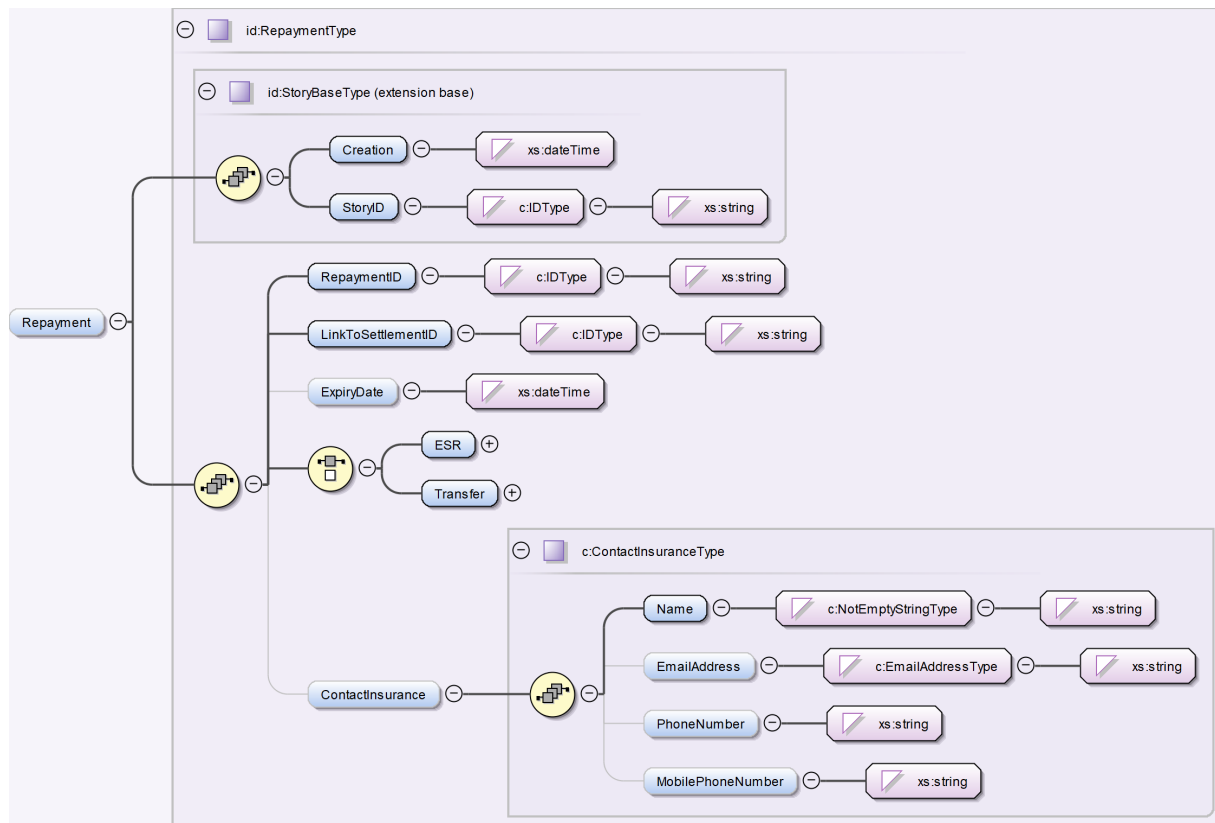 id:RepaymentType
id:StoryBaseType (extension base)
Creation xs:dateTime
StoryID c:IDType xs:string
RepaymentID c:IDType xs:string
Repayment
LinkToSettlementID c:IDType xs:string
ExpiryDate xs:dateTime
ESR
Transfer
c:ContactInsuranceType
Name c:NotEmptyStringType xs:string
EmailAddress c:EmailAddressType xs:string
ContactInsurance
PhoneNumber xs:string
MobilePhoneNumber xs:string